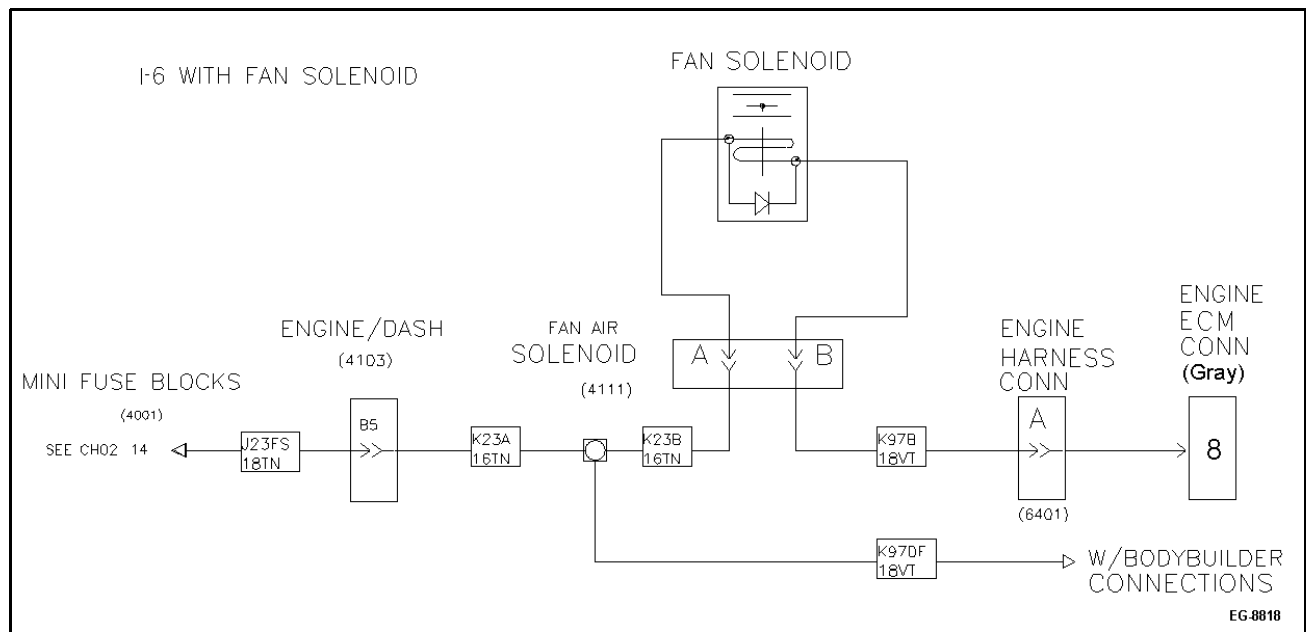 I-6 WITH FAN SOLENOID
FAN SOLENOID
ENGINE/DASH
(4103)
FAN AIR
SOLENOID
(4111)
A
B
ENGINE
HARNESS
CONN
A
(6401)
ENGINE
ECM
CONN
(Gray)
8
MINI FUSE BLOCKS
(4001)
SEE CH02 14
J23FS
18TN
B5
K23A
16TN
K23B
16TN
K97B
18VT
K97DF
18VT
W/BODYBUILDER
CONNECTIONS
EG-8818